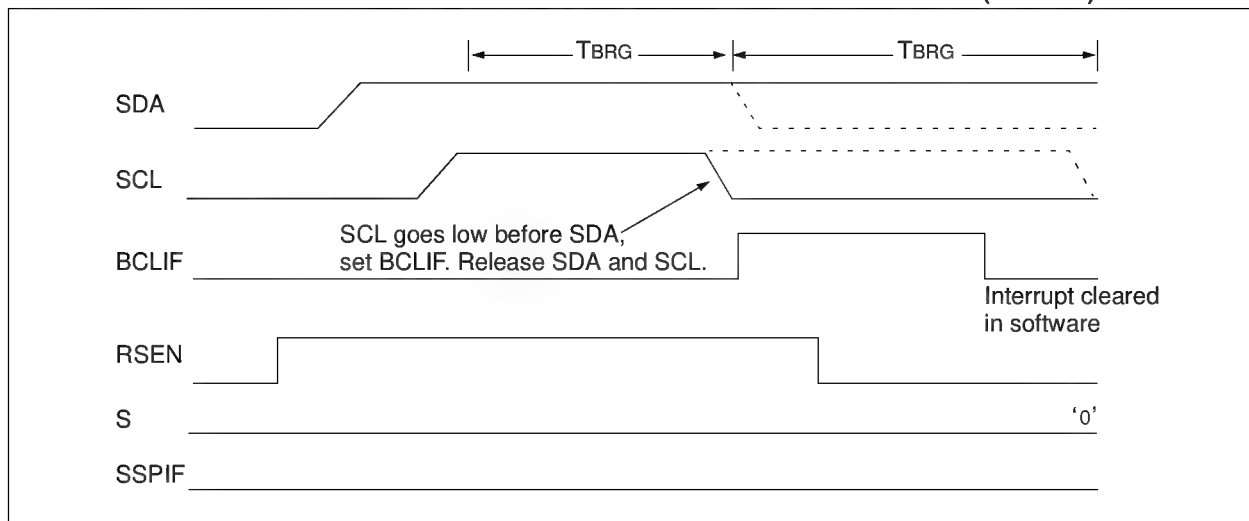 TBRG TBRG
SDA
SCL
SCL goes low before SDA,
set BCLIF. Release SDA and SCL.
BCLIF
Interrupt cleared
in software
RSEN
S
'0'
SSPIF